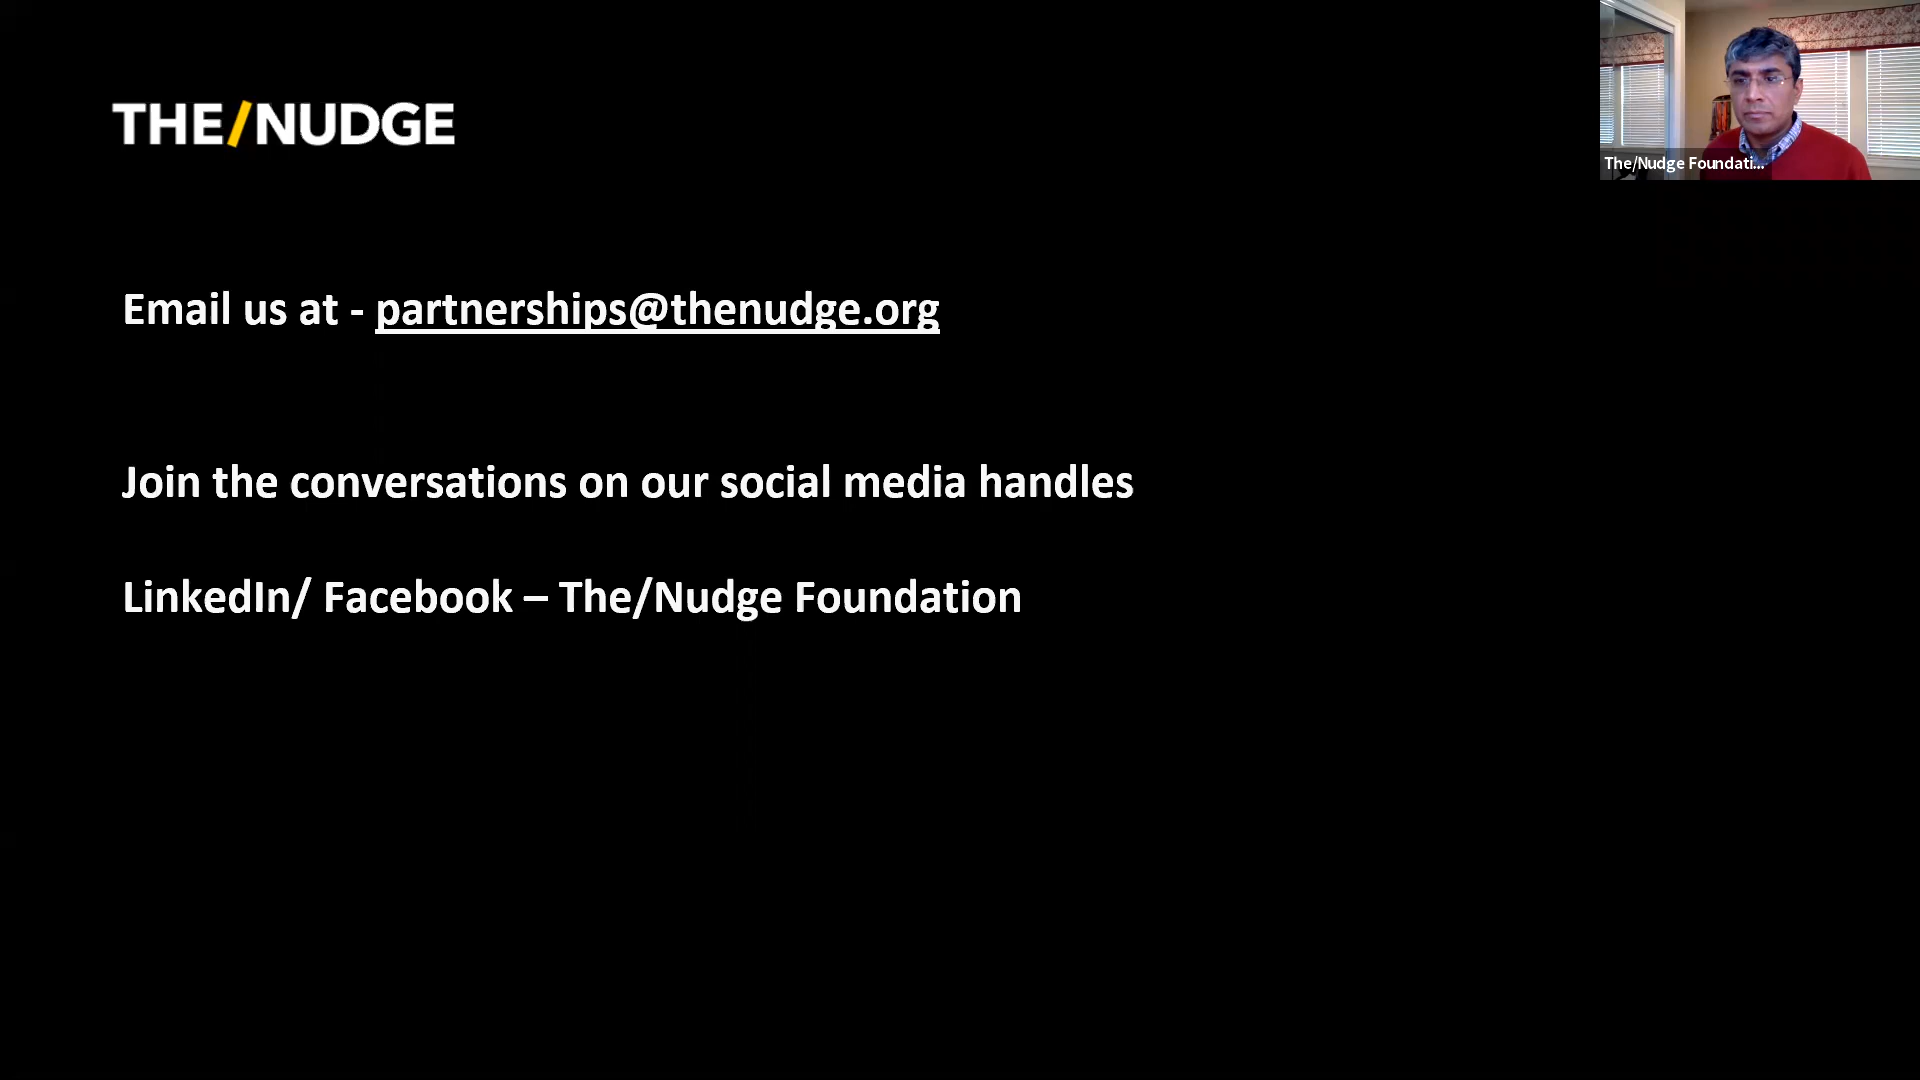 THE/NUDGE
The/Nudge Foundati...
Email us at - partnerships@thenudge.org
Join the conversations on our social media handles
LinkedIn/ Facebook – The/Nudge Foundation